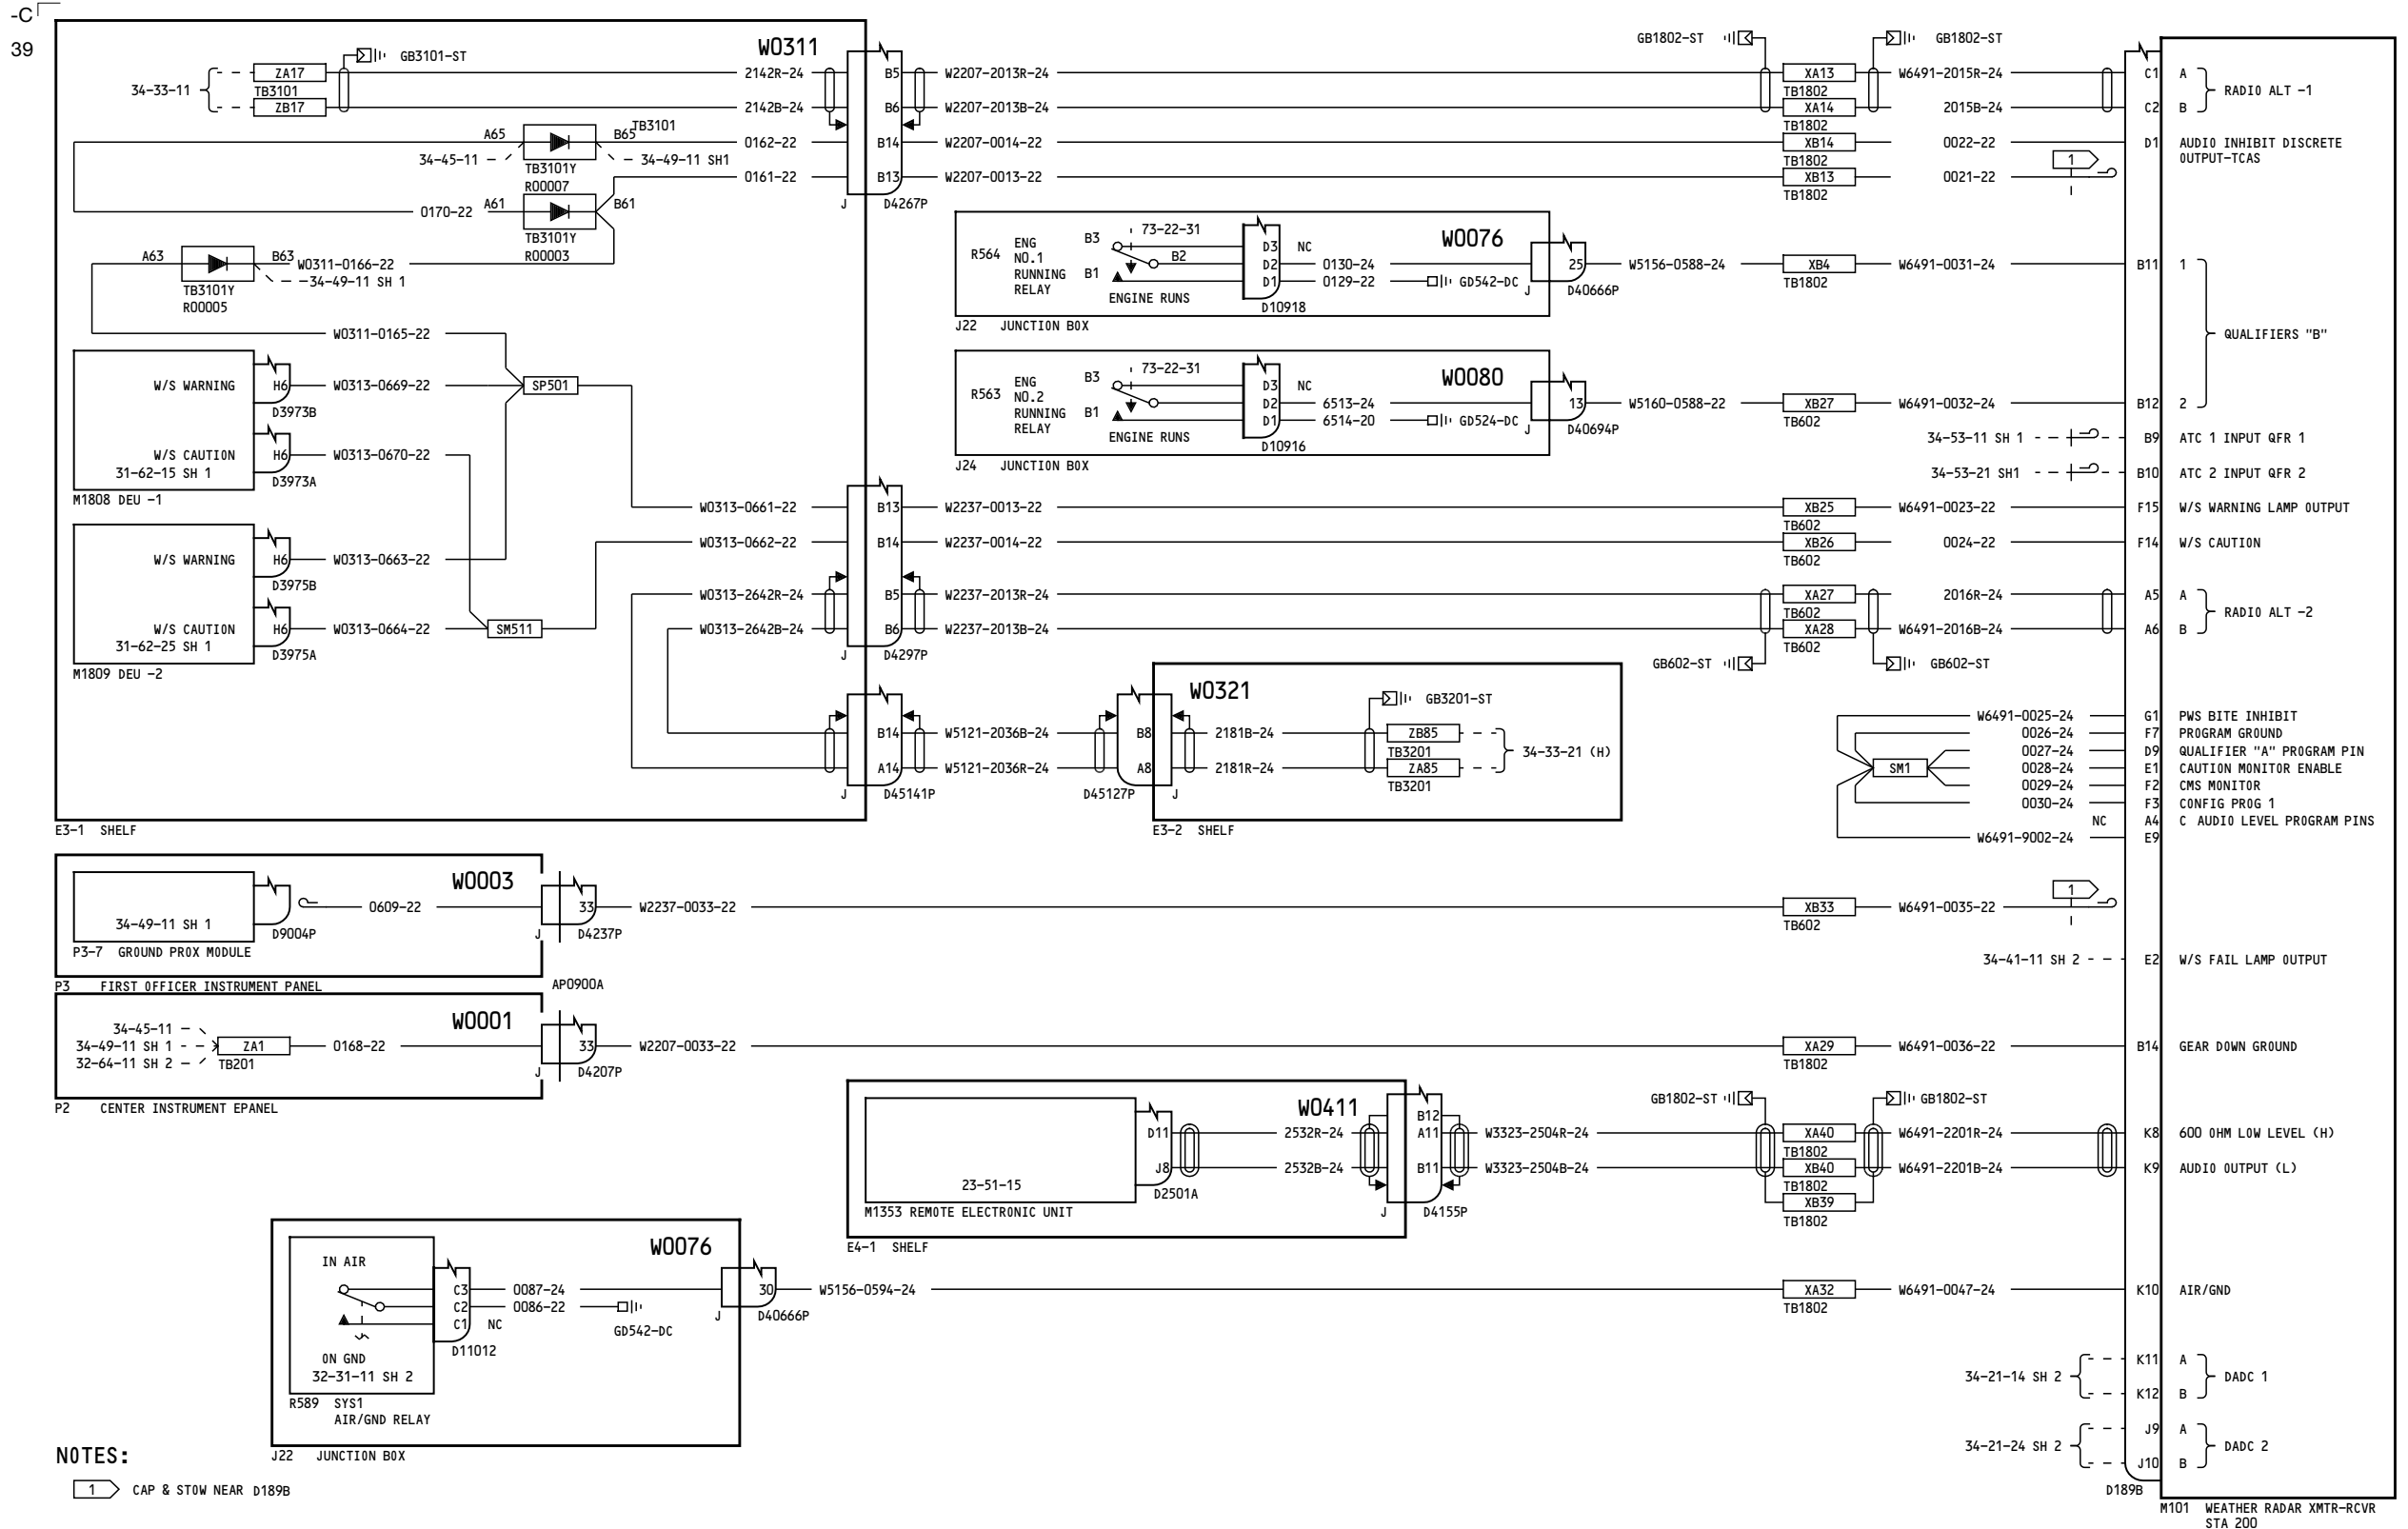 -C
39
W0311
GB3101-ST
34-33-11
ZA17
TB3101
ZB17
2142R-24
2142B-24
A65
B65
TB3101
34-45-11
34-49-11 SH1
TB3101Y
R00007
0162-22
0161-22
0170-22
A61
B61
TB3101Y
R00003
A63
B63
W0311-0166-22
34-49-11 SH 1
TB3101Y
R00005
W0311-0165-22
W/S WARNING
H6
W0313-0669-22
SP501
D3973B
W/S CAUTION
H6
W0313-0670-22
31-62-15 SH 1
D3973A
M1808 DEU -1
W/S WARNING
H6
W0313-0663-22
D3975B
W/S CAUTION
H6
W0313-0664-22
SM511
31-62-25 SH 1
D3975A
M1809 DEU -2
W0313-0661-22
W0313-0662-22
W0313-2642R-24
W0313-2642B-24
E3-1 SHELF
B5
B6
B14
B13
J
D4267P
W2207-2013R-24
W2207-2013B-24
W2207-0014-22
W2207-0013-22
GB1802-ST
GB1802-ST
XA13
TB1802
XA14
TB1802
XB14
TB1802
XB13
TB1802
W6491-2015R-24
2015B-24
0022-22
0021-22
1
C1
A
C2
B
RADIO ALT -1
D1
AUDIO INHIBIT DISCRETE
OUTPUT-TCAS
W0076
R564
ENG
NO.1
RUNNING
RELAY
B3
73-22-31
B2
B1
ENGINE RUNS
D3
NC
D2
0130-24
D1
0129-22
GD542-DC
D10918
25
J
D40666P
J22 JUNCTION BOX
W5156-0588-24
XB4
TB1802
W6491-0031-24
B11
1
QUALIFIERS "B"
W0080
R563
ENG
NO.2
RUNNING
RELAY
B3
73-22-31
B1
ENGINE RUNS
D3
NC
D2
6513-24
D1
6514-20
GD524-DC
D10916
13
J
D40694P
J24 JUNCTION BOX
W5160-0588-22
XB27
TB602
W6491-0032-24
B12
2
34-53-11 SH 1
B9
ATC 1 INPUT QFR 1
34-53-21 SH1
B10
ATC 2 INPUT QFR 2
B13
W2237-0013-22
XB25
TB602
W6491-0023-22
F15
W/S WARNING LAMP OUTPUT
B14
W2237-0014-22
XB26
TB602
0024-22
F14
W/S CAUTION
B5
W2237-2013R-24
XA27
TB602
2016R-24
A5
A
B6
W2237-2013B-24
XA28
TB602
W6491-2016B-24
A6
B
RADIO ALT -2
J
D4297P
GB602-ST
GB602-ST
B14
W5121-2036B-24
A14
W5121-2036R-24
J
D45141P
W0321
B8
2181B-24
A8
2181R-24
D45127P
J
GB3201-ST
ZB85
TB3201
ZA85
TB3201
34-33-21 (H)
E3-2 SHELF
SM1
W6491-0025-24
G1
PWS BITE INHIBIT
0026-24
F7
PROGRAM GROUND
0027-24
D9
QUALIFIER "A" PROGRAM PIN
0028-24
E1
CAUTION MONITOR ENABLE
0029-24
F2
CMS MONITOR
0030-24
F3
CONFIG PROG 1
NC
A4
C AUDIO LEVEL PROGRAM PINS
W6491-9002-24
E9
W0003
34-49-11 SH 1
0609-22
D9004P
P3-7 GROUND PROX MODULE
33
J
D4237P
W2237-0033-22
XB33
TB602
W6491-0035-22
1
P3 FIRST OFFICER INSTRUMENT PANEL
AP0900A
34-41-11 SH 2
E2
W/S FAIL LAMP OUTPUT
W0001
34-45-11
34-49-11 SH 1
32-64-11 SH 2
ZA1
TB201
0168-22
33
J
D4207P
W2207-0033-22
XA29
TB1802
W6491-0036-22
B14
GEAR DOWN GROUND
P2 CENTER INSTRUMENT EPANEL
W0411
D11
2532R-24
J8
2532B-24
23-51-15
D2501A
M1353 REMOTE ELECTRONIC UNIT
E4-1 SHELF
B12
A11
W3323-2504R-24
B11
W3323-2504B-24
J
D4155P
GB1802-ST
GB1802-ST
XA40
TB1802
XB40
TB1802
XB39
TB1802
W6491-2201R-24
K8
600 OHM LOW LEVEL (H)
W6491-2201B-24
K9
AUDIO OUTPUT (L)
W0076
IN AIR
C3
0087-24
C2
0086-22
C1
NC
GD542-DC
ON GND
32-31-11 SH 2
D11012
R589 SYS1
AIR/GND RELAY
J22 JUNCTION BOX
30
J
D40666P
W5156-0594-24
XA32
TB1802
W6491-0047-24
K10
AIR/GND
34-21-14 SH 2
K11
A
K12
B
DADC 1
34-21-24 SH 2
J9
A
J10
B
DADC 2
D189B
M101 WEATHER RADAR XMTR-RCVR
STA 200
NOTES:
1 CAP & STOW NEAR D189B